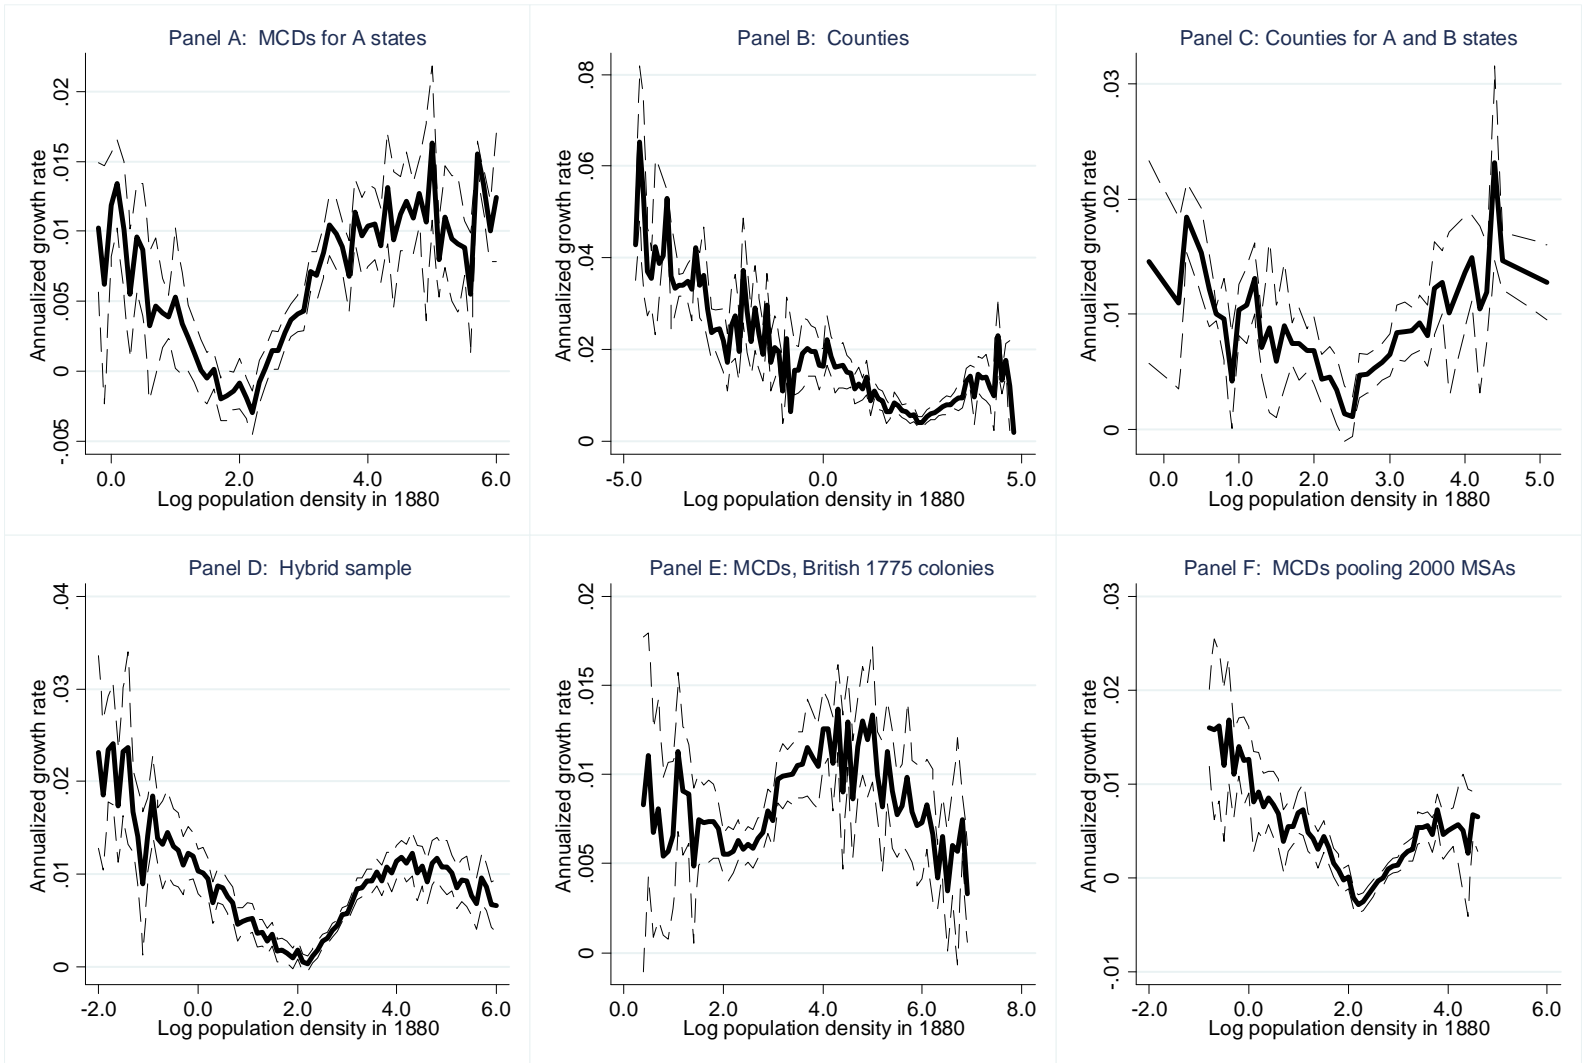 Panel A:  MCDs for A states
Annualized growth rate
.02
.015
.01
.005
0
-.005
0.0 2.0 4.0 6.0
Log population density in 1880
Panel B:  Counties
Annualized growth rate
.08
.06
.04
.02
0
-5.0 0.0 5.0
Log population density in 1880
Panel C: Counties for A and B states
Annualized growth rate
.03
.02
.01
0
0.0 1.0 2.0 3.0 4.0 5.0
Log population density in 1880
Panel D:  Hybrid sample
Annualized growth rate
.04
.03
.02
.01
0
-2.0 0.0 2.0 4.0 6.0
Log population density in 1880
Panel E: MCDs, British 1775 colonies
Annualized growth rate
.02
.015
.01
.005
0
0.0 2.0 4.0 6.0 8.0
Log population density in 1880
Panel F:  MCDs pooling 2000 MSAs
Annualized growth rate
.03
.02
.01
0
-.01
-2.0 0.0 2.0 4.0 6.0
Log population density in 1880